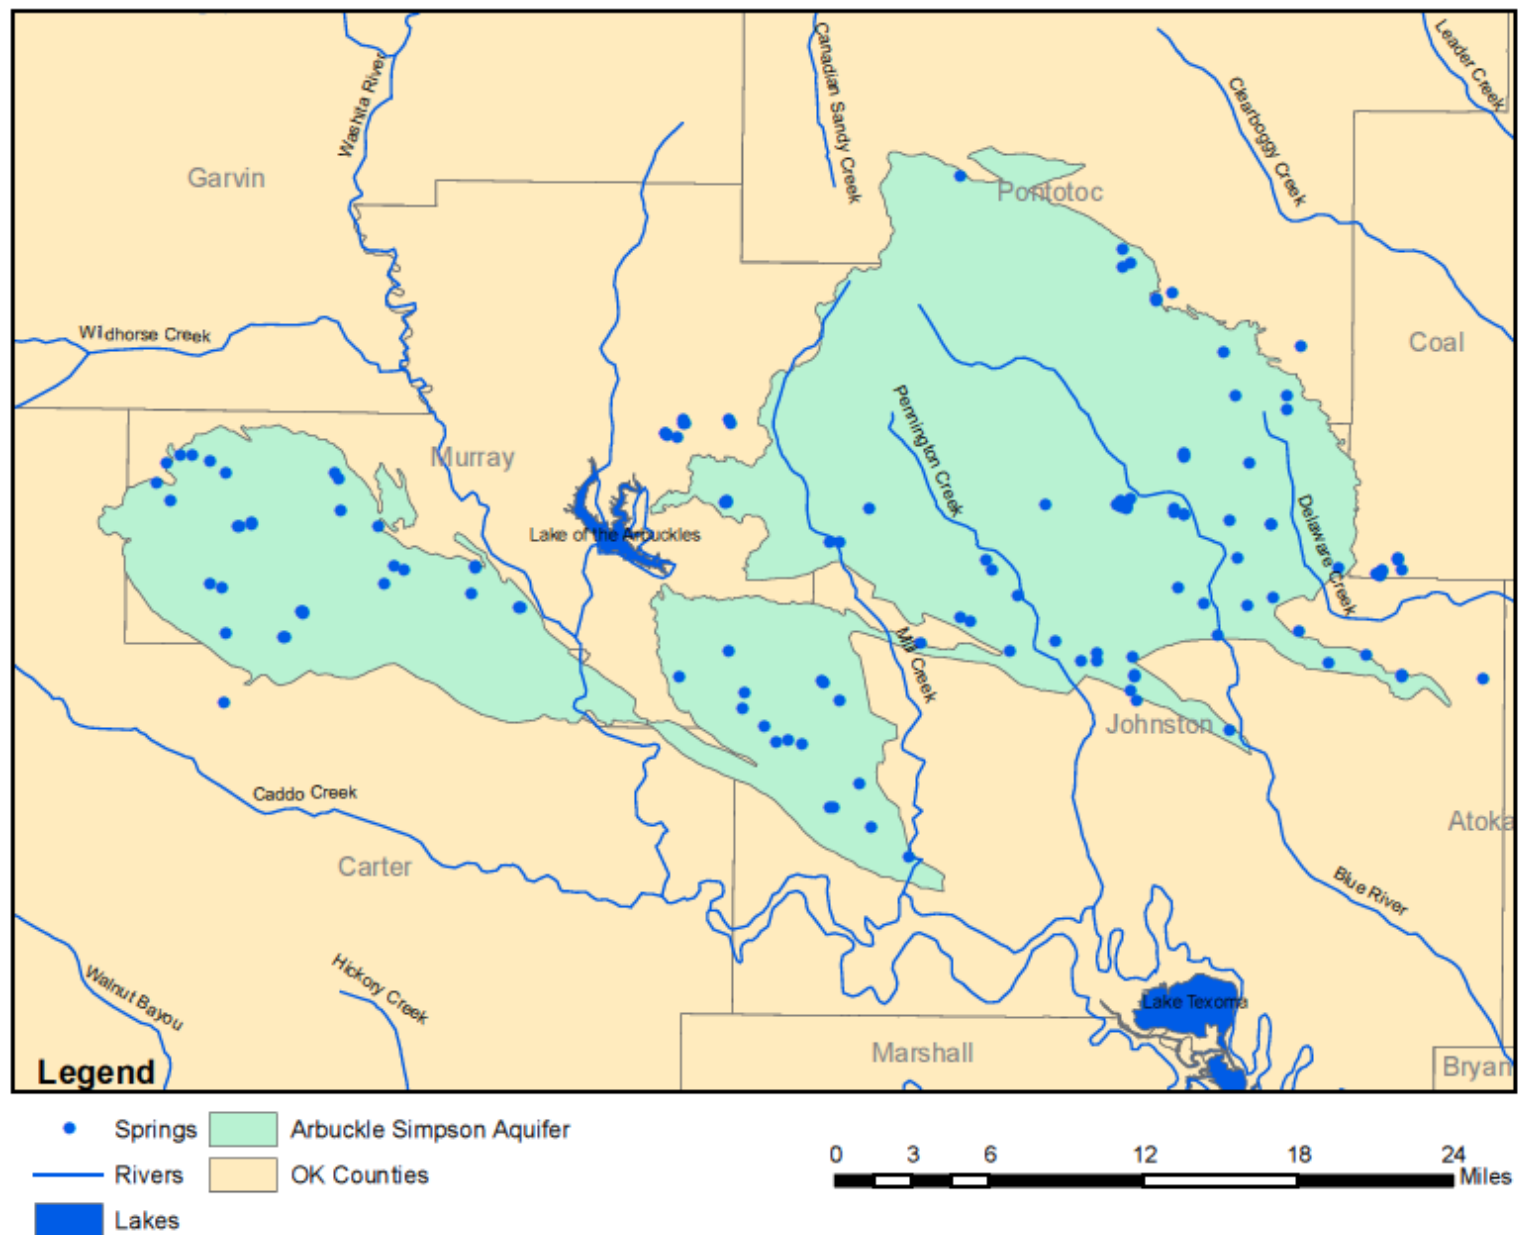 Washita River
Canadian Sandy Creek
Clearboggy Creek
Leader Creek
Garvin
Pontotoc
Wildhorse Creek
Coal
Pennington Creek
Murray
Lake of the Arbuckles
Delaware Creek
Mill Creek
Johnston
Caddo Creek
Atoka
Carter
Blue River
Walnut Bayou
Hickory Creek
Lake Texoma
Marshall
Bryan
Legend
Springs
Arbuckle Simpson Aquifer
Rivers
OK Counties
Lakes
0 3 6 12 18 24
Miles